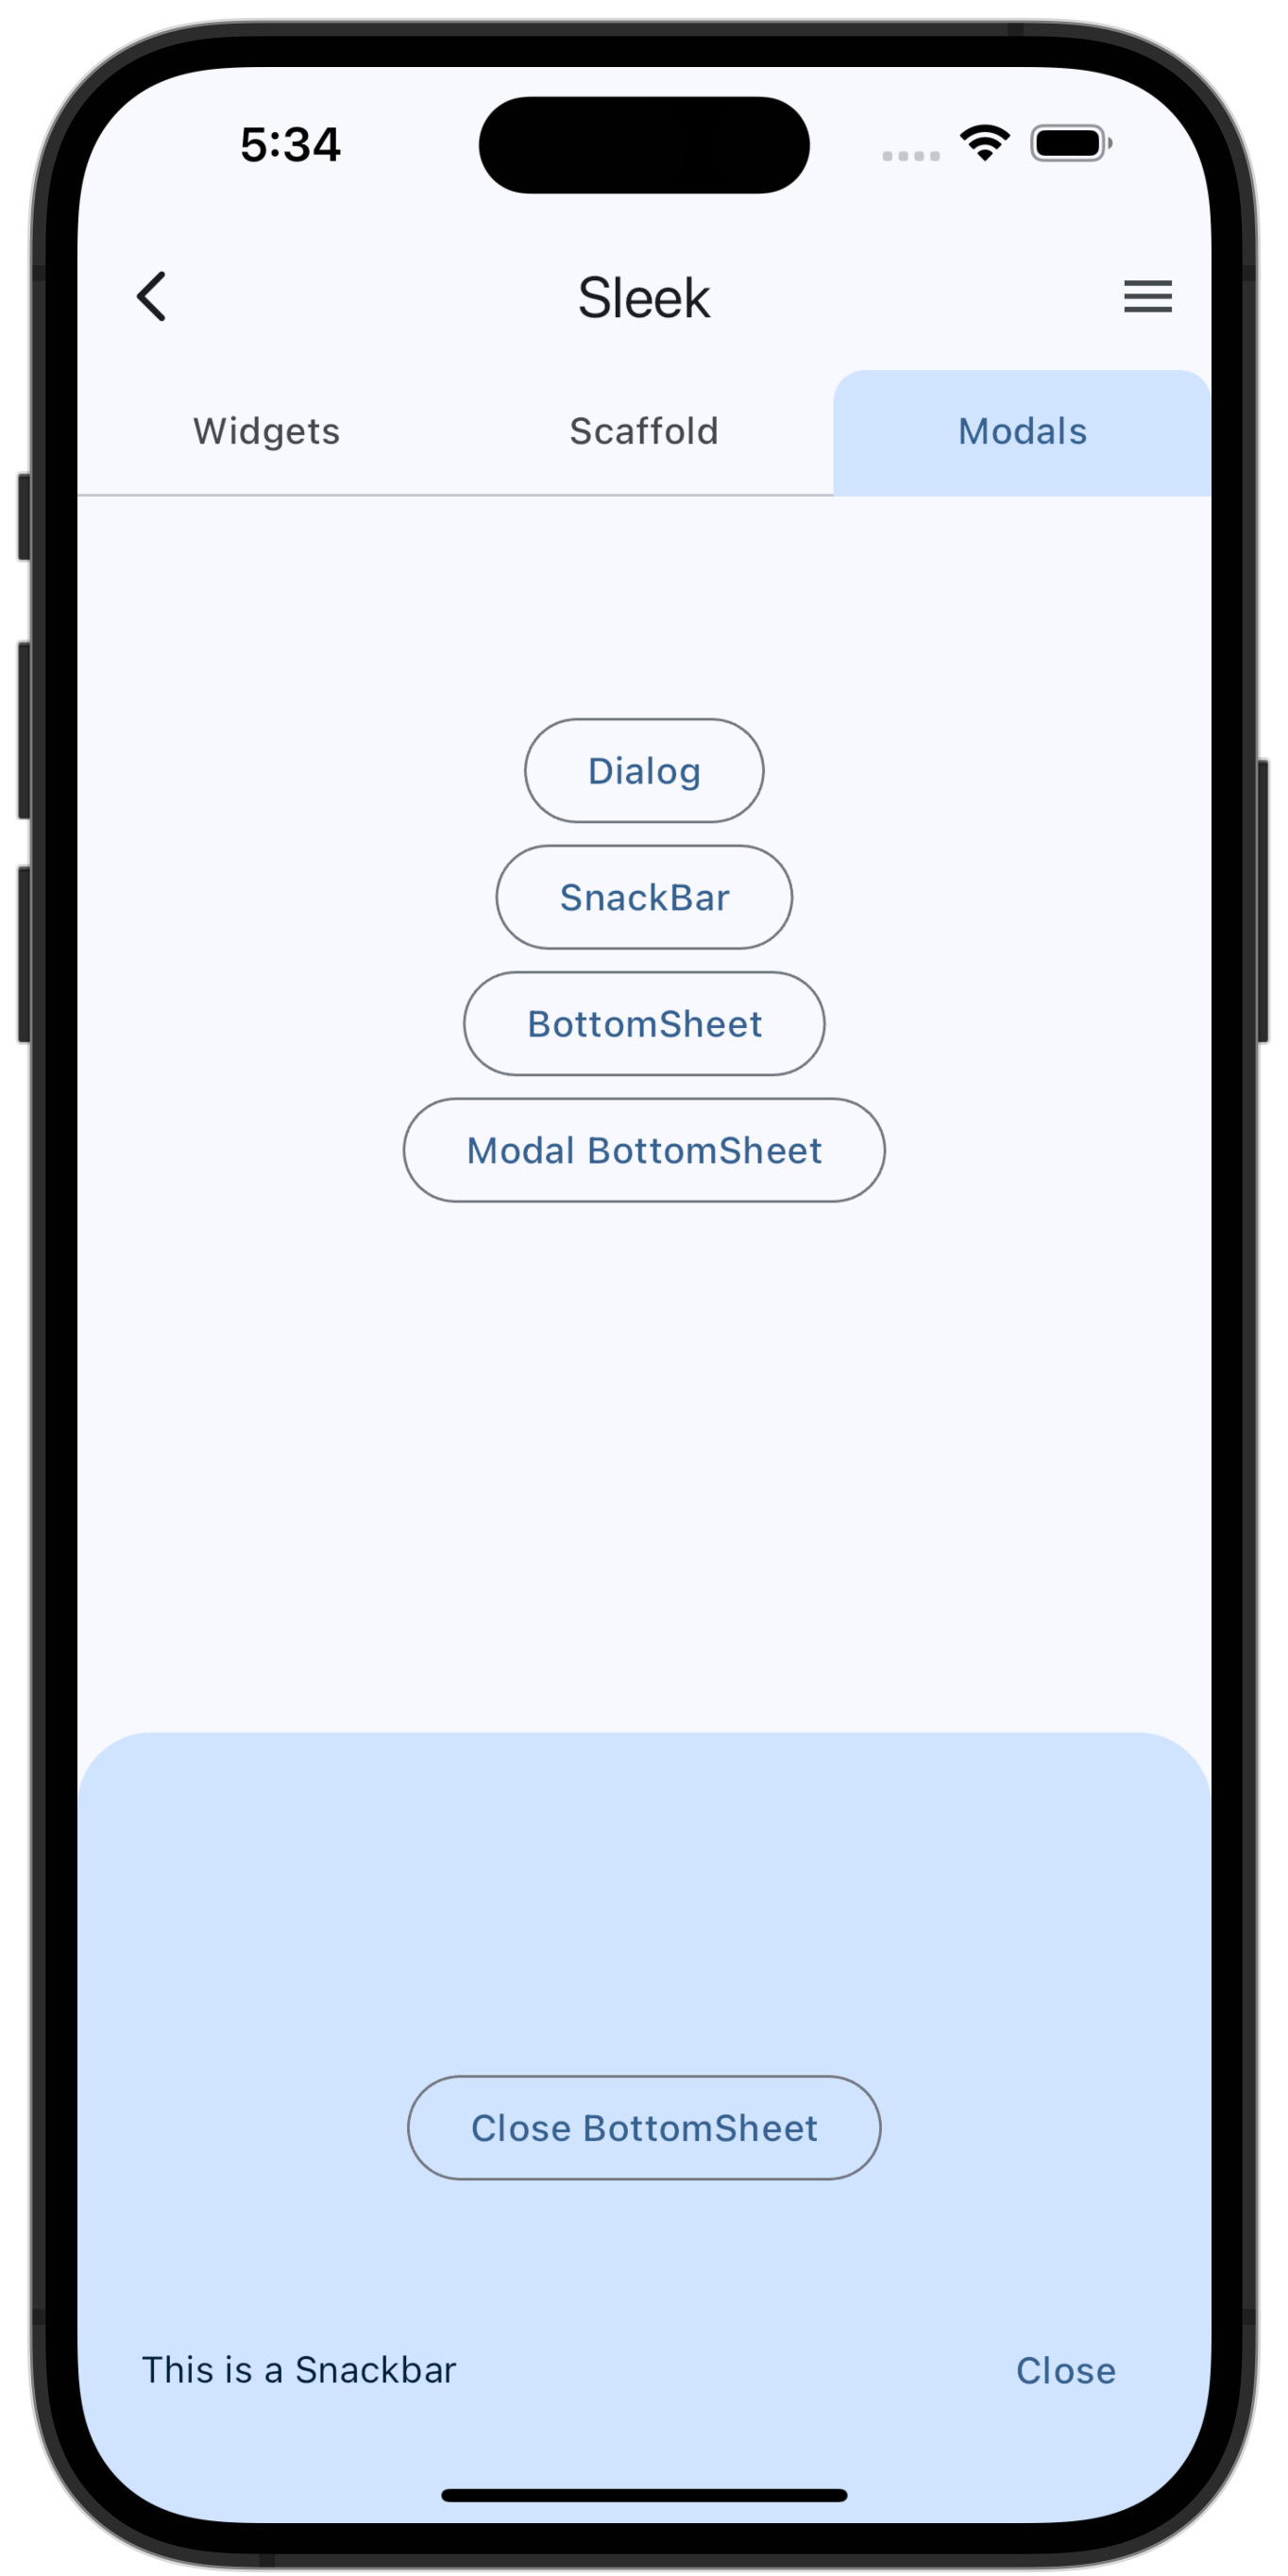 5:34
Sleek
Widgets Scaffold Modals
Dialog
SnackBar
BottomSheet
Modal BottomSheet
Close BottomSheet
This is a Snackbar Close